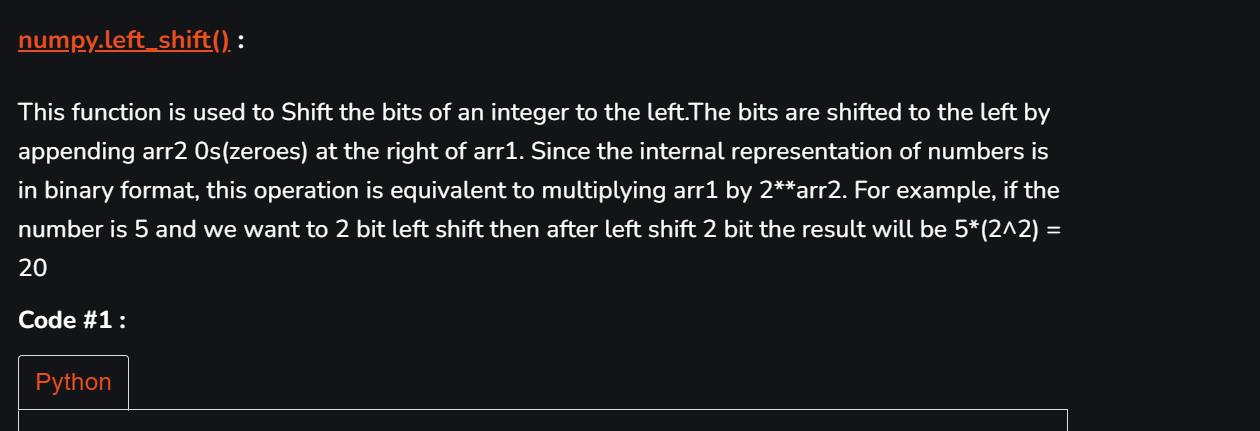 numpy.left_shift() :
This function is used to Shift the bits of an integer to the left.The bits are shifted to the left by
appending arr2 0s(zeroes) at the right of arr1. Since the internal representation of numbers is
in binary format, this operation is equivalent to multiplying arr1 by 2**arr2. For example, if the
number is 5 and we want to 2 bit left shift then after left shift 2 bit the result will be 5*(2^2) =
20
Code #1 :
Python